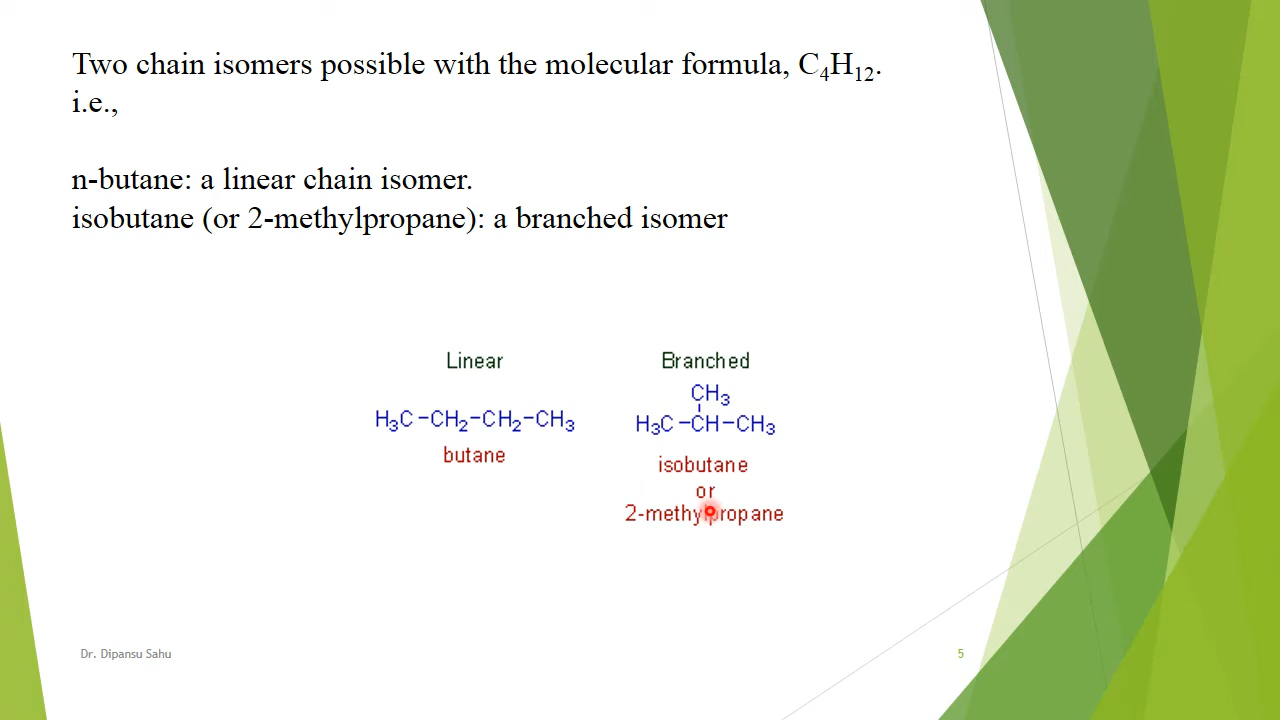 Two chain isomers possible with the molecular formula, C₄H₁₂.
i.e.,
n-butane: a linear chain isomer.
isobutane (or 2-methylpropane): a branched isomer
Linear
H₃C–CH₂–CH₂–CH₃
butane
Branched
CH₃
H₃C–CH–CH₃
isobutane
or
2-methylpropane
Dr. Dipansu Sahu
5